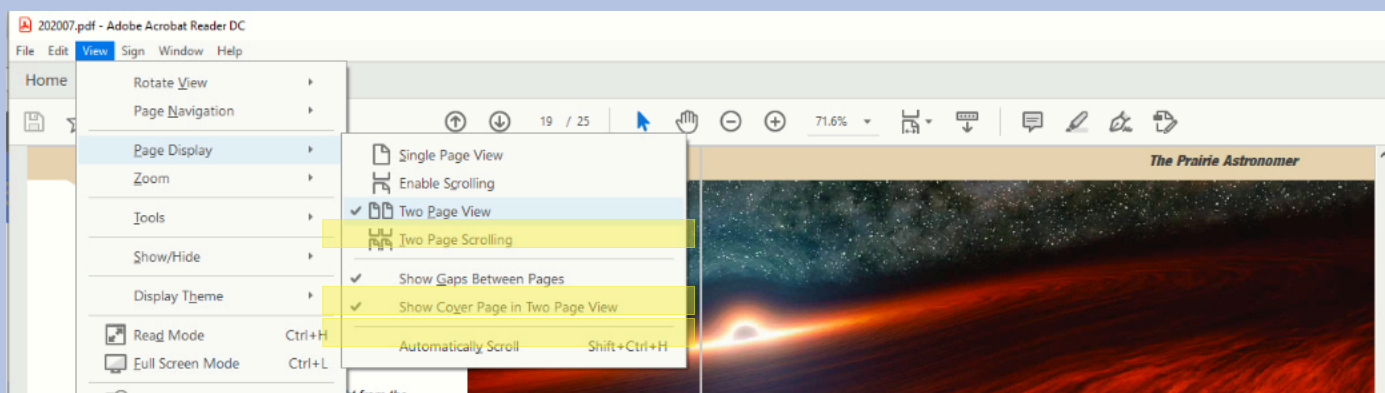 202007.pdf - Adobe Acrobat Reader DC
File Edit View Sign Window Help
Home
19 / 25 71.6%
The Prairie Astronomer
Rotate View
Page Navigation
Page Display
Zoom
Tools
Show/Hide
Display Theme
Read Mode Ctrl+H
Full Screen Mode Ctrl+L
Single Page View
Enable Scrolling
Two Page View
Two Page Scrolling
Show Gaps Between Pages
Show Cover Page in Two Page View
Automatically Scroll Shift+Ctrl+H
from the